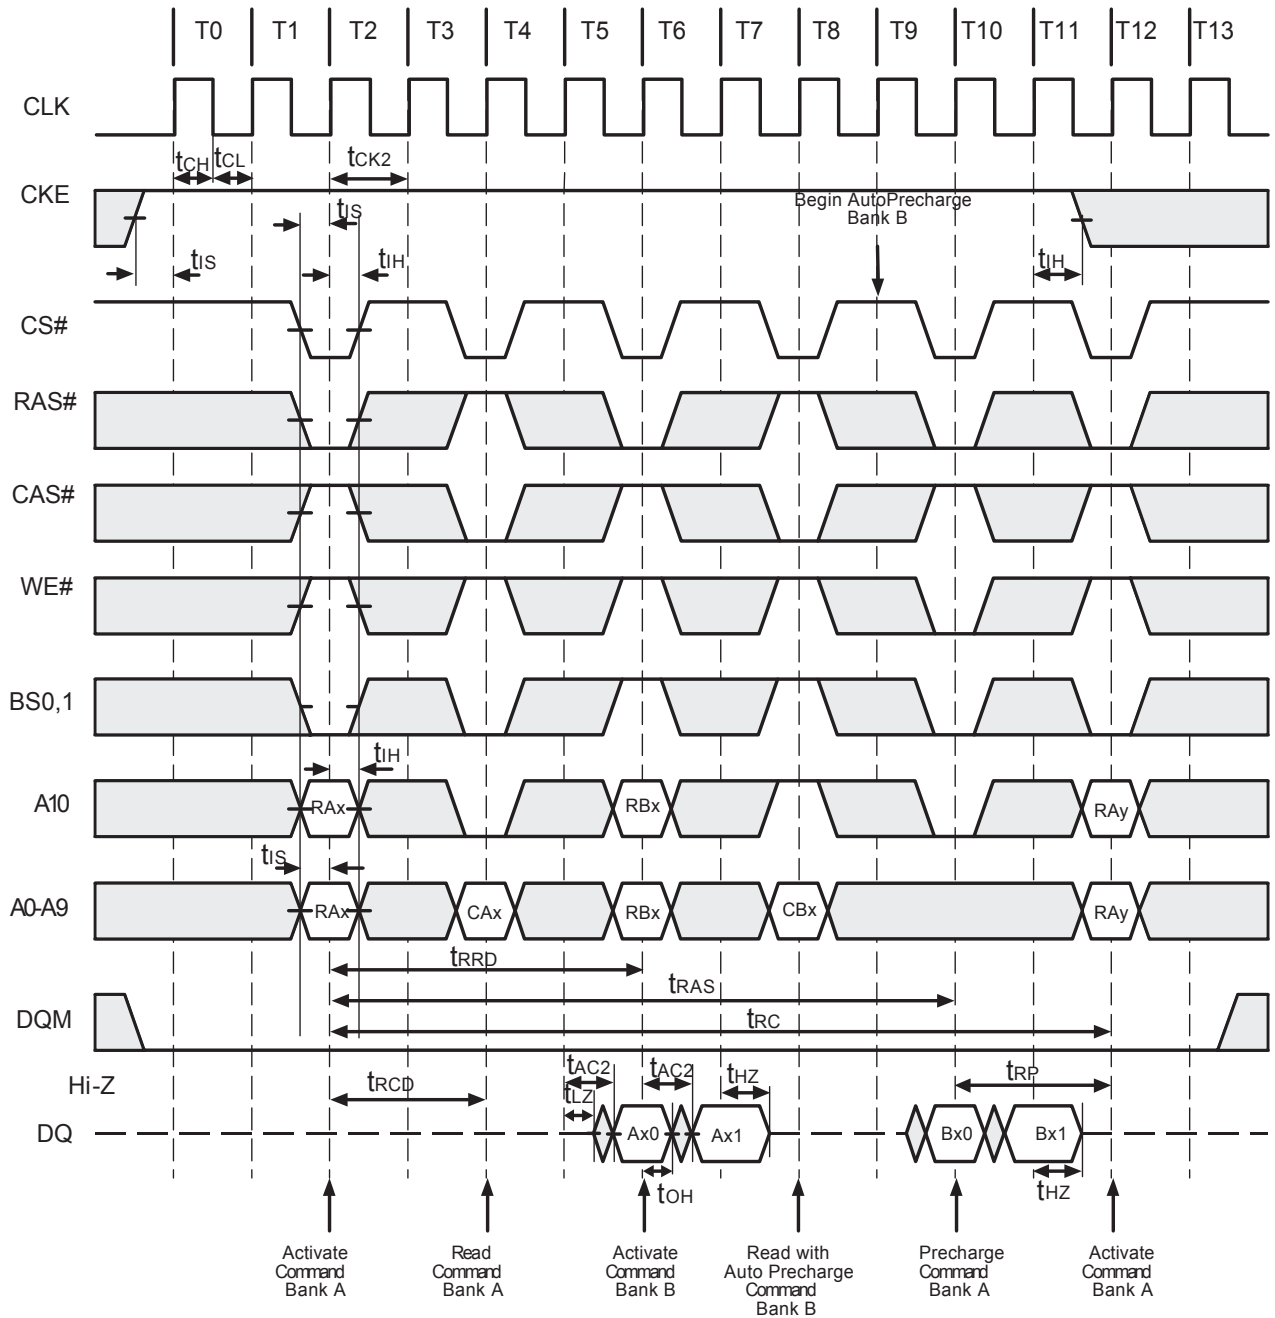 T0 T1 T2 T3 T4 T5 T6 T7 T8 T9 T10 T11 T12 T13
CLK
tCH tCL tCK2
CKE
Begin AutoPrecharge
Bank B
tIS
tIS tIH tIH
CS#
RAS#
CAS#
WE#
BS0,1
tIH
A10 RAx RBx RAy
tIS
A0-A9 RAx CAx RBx CBx RAy
tRRD
tRAS
DQM tRC
Hi-Z tRCD tAC2 tAC2 tHZ tRP
tLZ
DQ Ax0 Ax1 Bx0 Bx1
tOH tHZ
Activate
Command
Bank A
Read
Command
Bank A
Activate
Command
Bank B
Read with
Auto Precharge
Command
Bank B
Precharge
Command
Bank A
Activate
Command
Bank A